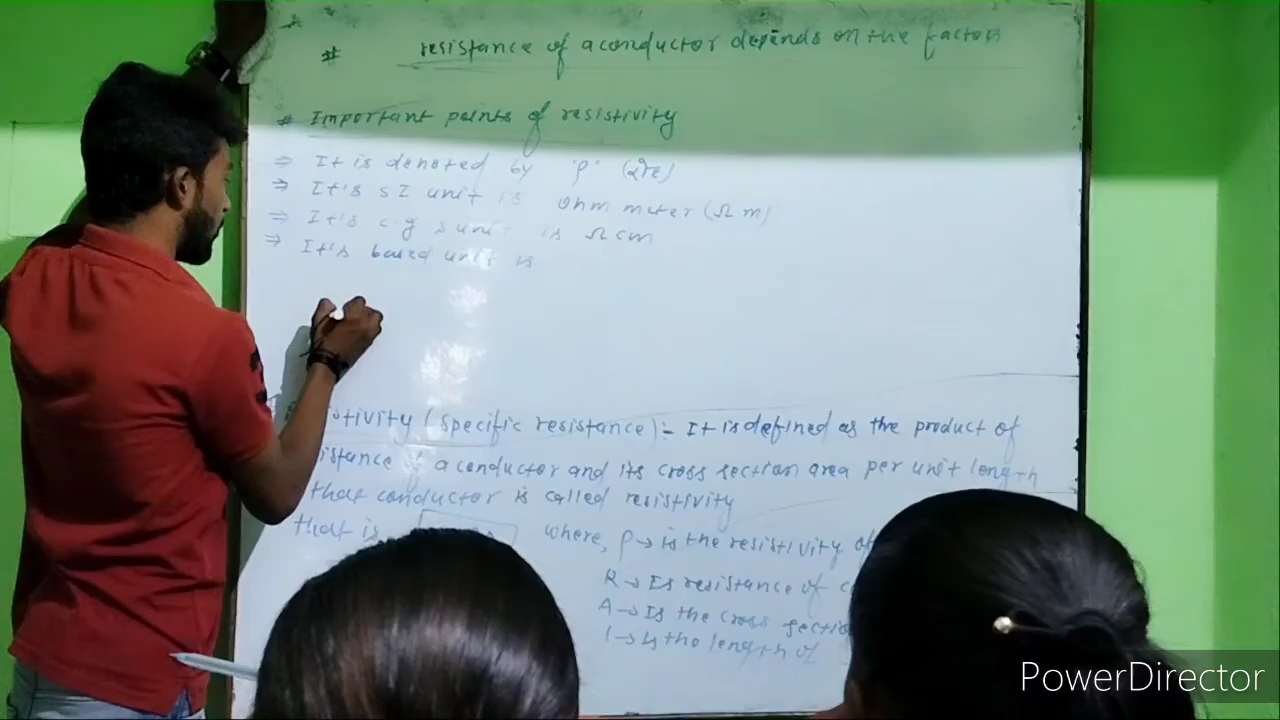 # resistance of a conductor depends on the factors
# Important points of resistivity
⇒ It is denoted by 'ρ' (रो)
⇒ It's SI unit is ohm meter (Ωm)
⇒ It's c.g s unit is Ω cm
⇒ It's based unit is
(specific resistance):- It is defined as the product of
of a conductor and its cross section area per unit length
that conductor is called resistivity
that is where, ρ→ is the resistivity of
R→ Is resistance of
A→ Is the cross
l→ Is the length of
PowerDirector